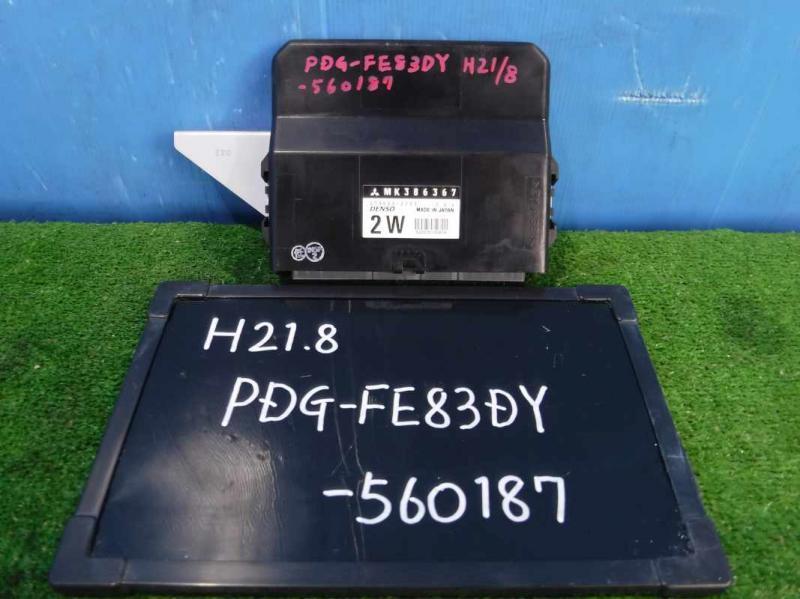 PDG-FE83DY H21/8
-560187
MK386367
DENSO MADE IN JAPAN
2W
H21.8
PDG-FE83DY
-560187